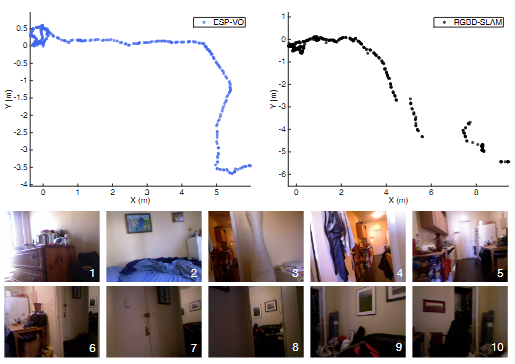 ESP-VO
0.5
0
-0.5
-1
-1.5
-2
-2.5
-3
-3.5
-4
Y (m)
0 1 2 3 4 5
X (m)
RGBD-SLAM
1
0
-1
-2
-3
-4
-5
-6
Y (m)
0 2 4 6 8
X (m)
1 2 3 4 5
6 7 8 9 10